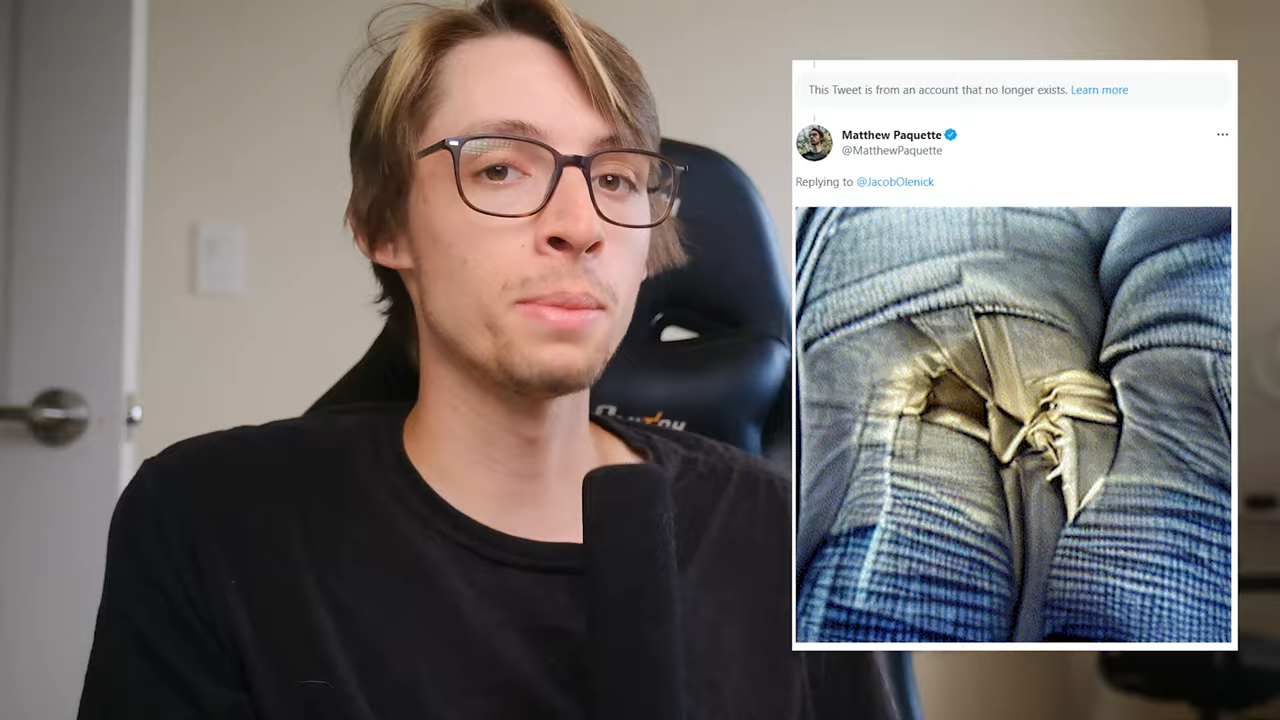 This Tweet is from an account that no longer exists. Learn more
Matthew Paquette
@MatthewPaquette
Replying to @JacobOlenick